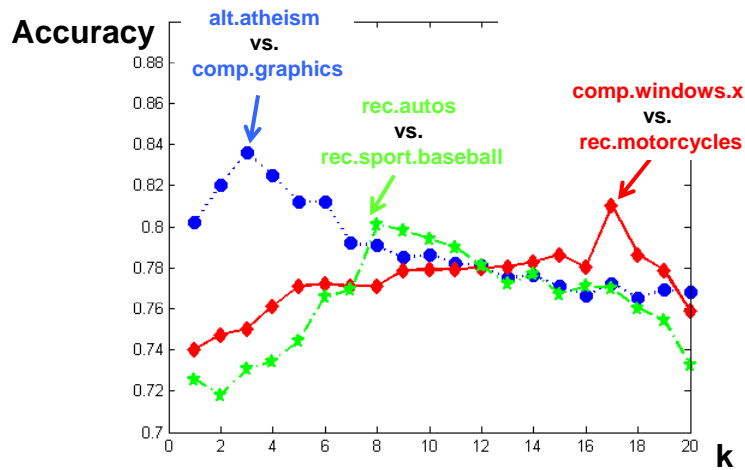 Accuracy
alt.atheism
vs.
comp.graphics
rec.autos
vs.
rec.sport.baseball
comp.windows.x
vs.
rec.motorcycles
0.88
0.86
0.84
0.82
0.8
0.78
0.76
0.74
0.72
0.7
0 2 4 6 8 10 12 14 16 18 20
k